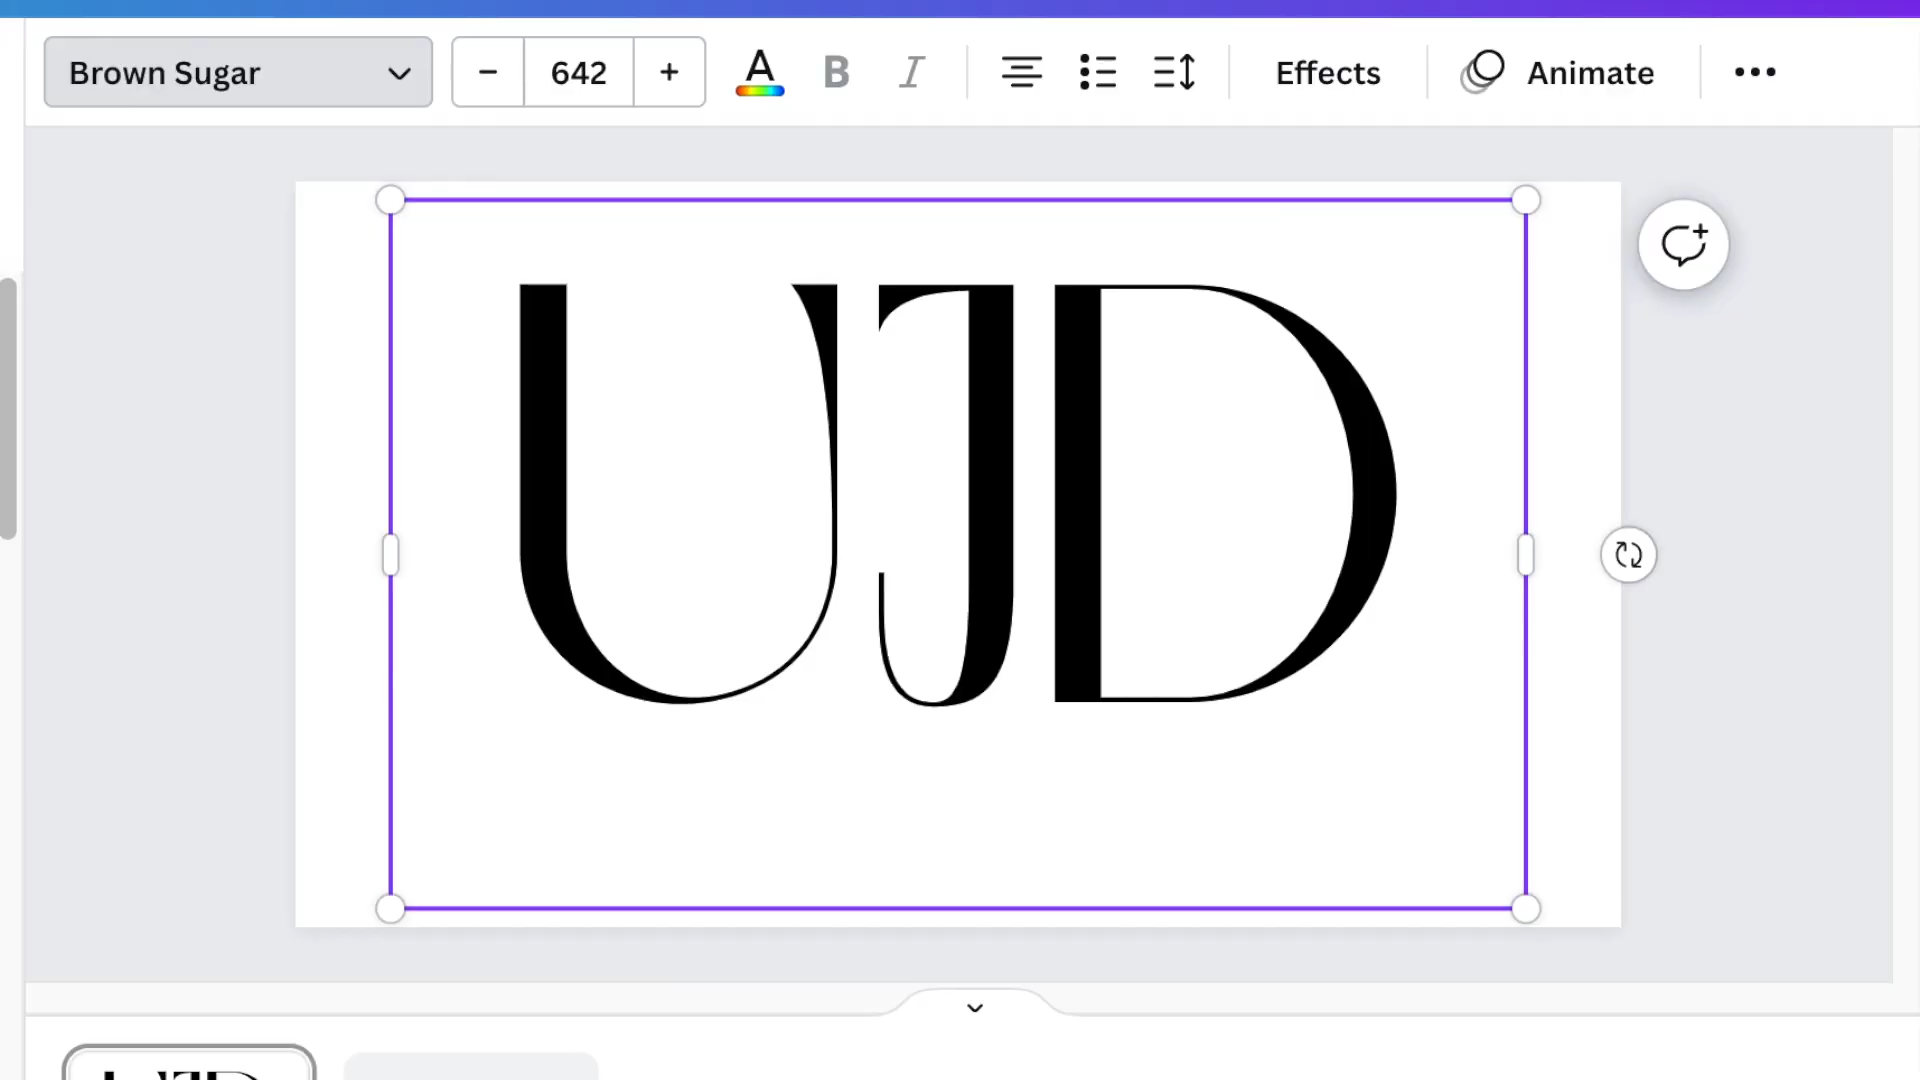 Brown Sugar
− 642 + A B I Effects Animate •••
UJD